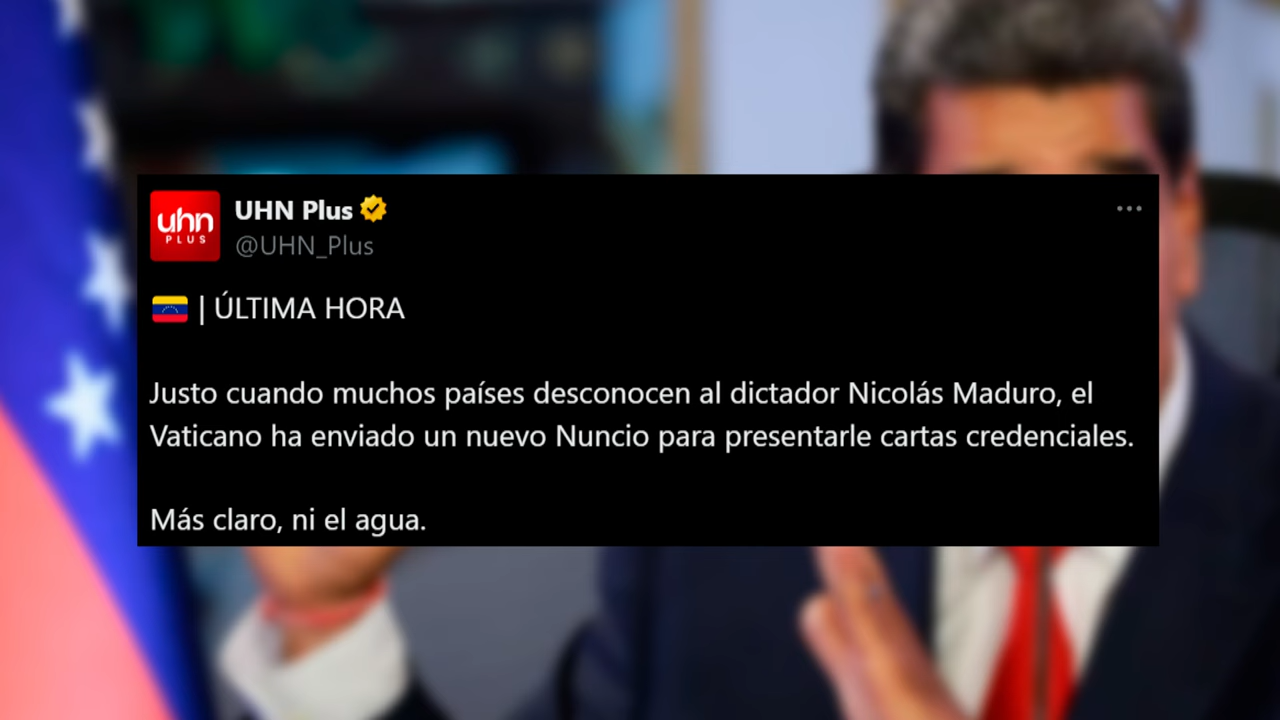 uhn
PLUS
UHN Plus
@UHN_Plus
| ÚLTIMA HORA
Justo cuando muchos países desconocen al dictador Nicolás Maduro, el
Vaticano ha enviado un nuevo Nuncio para presentarle cartas credenciales.
Más claro, ni el agua.